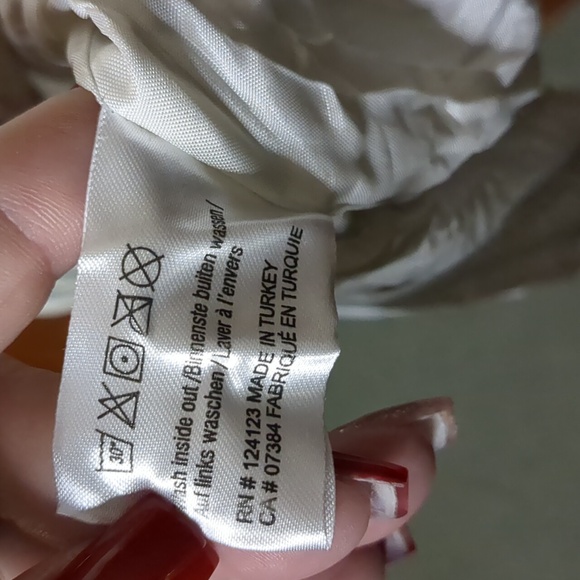 30°
ash inside out /Binnenste buiten wassen/
Auf links waschen / Laver à l'envers
RN # 124123 MADE IN TURKEY
CA # 07384 FABRIQUÉ EN TURQUIE